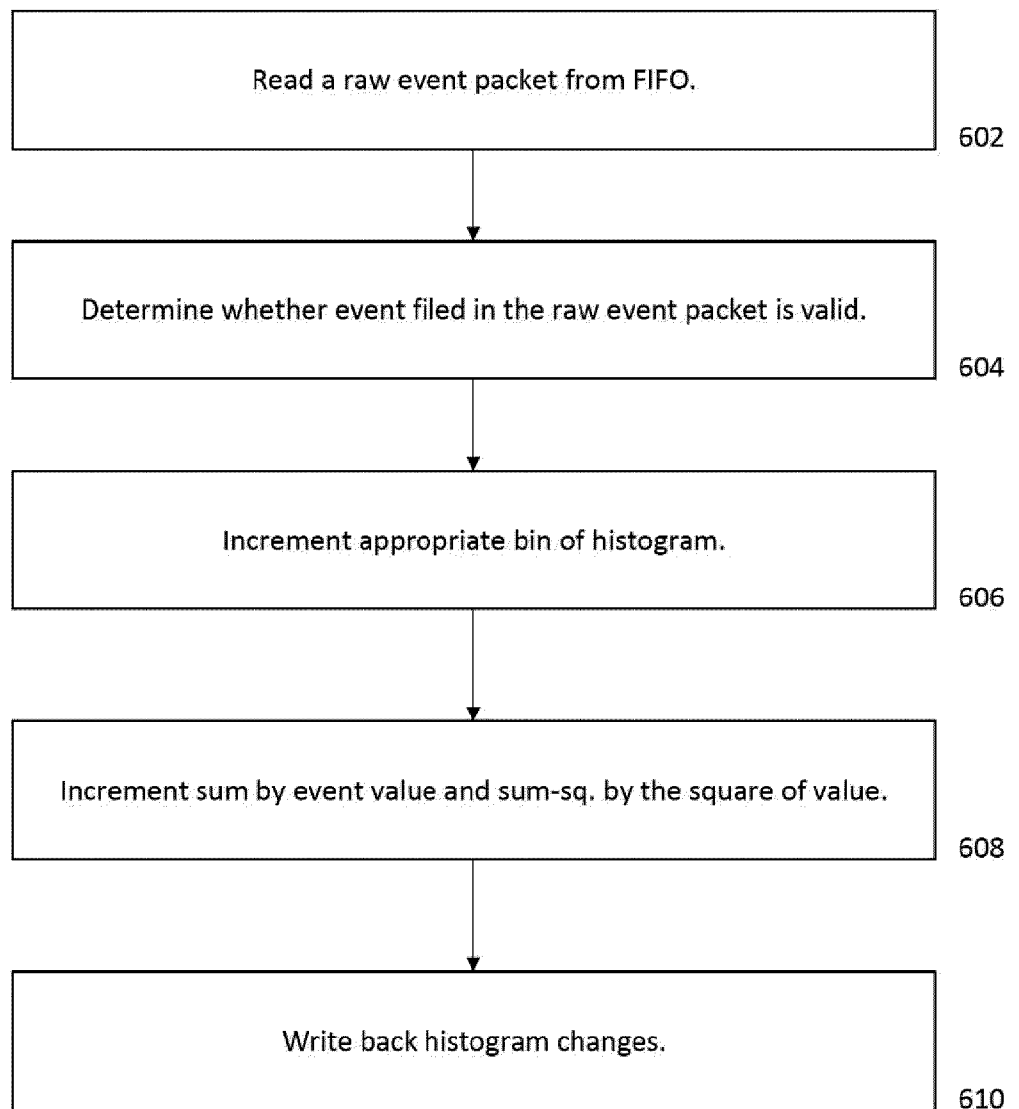 Read a raw event packet from FIFO.
602
Determine whether event filed in the raw event packet is valid.
604
Increment appropriate bin of histogram.
606
Increment sum by event value and sum-sq. by the square of value.
608
Write back histogram changes.
610